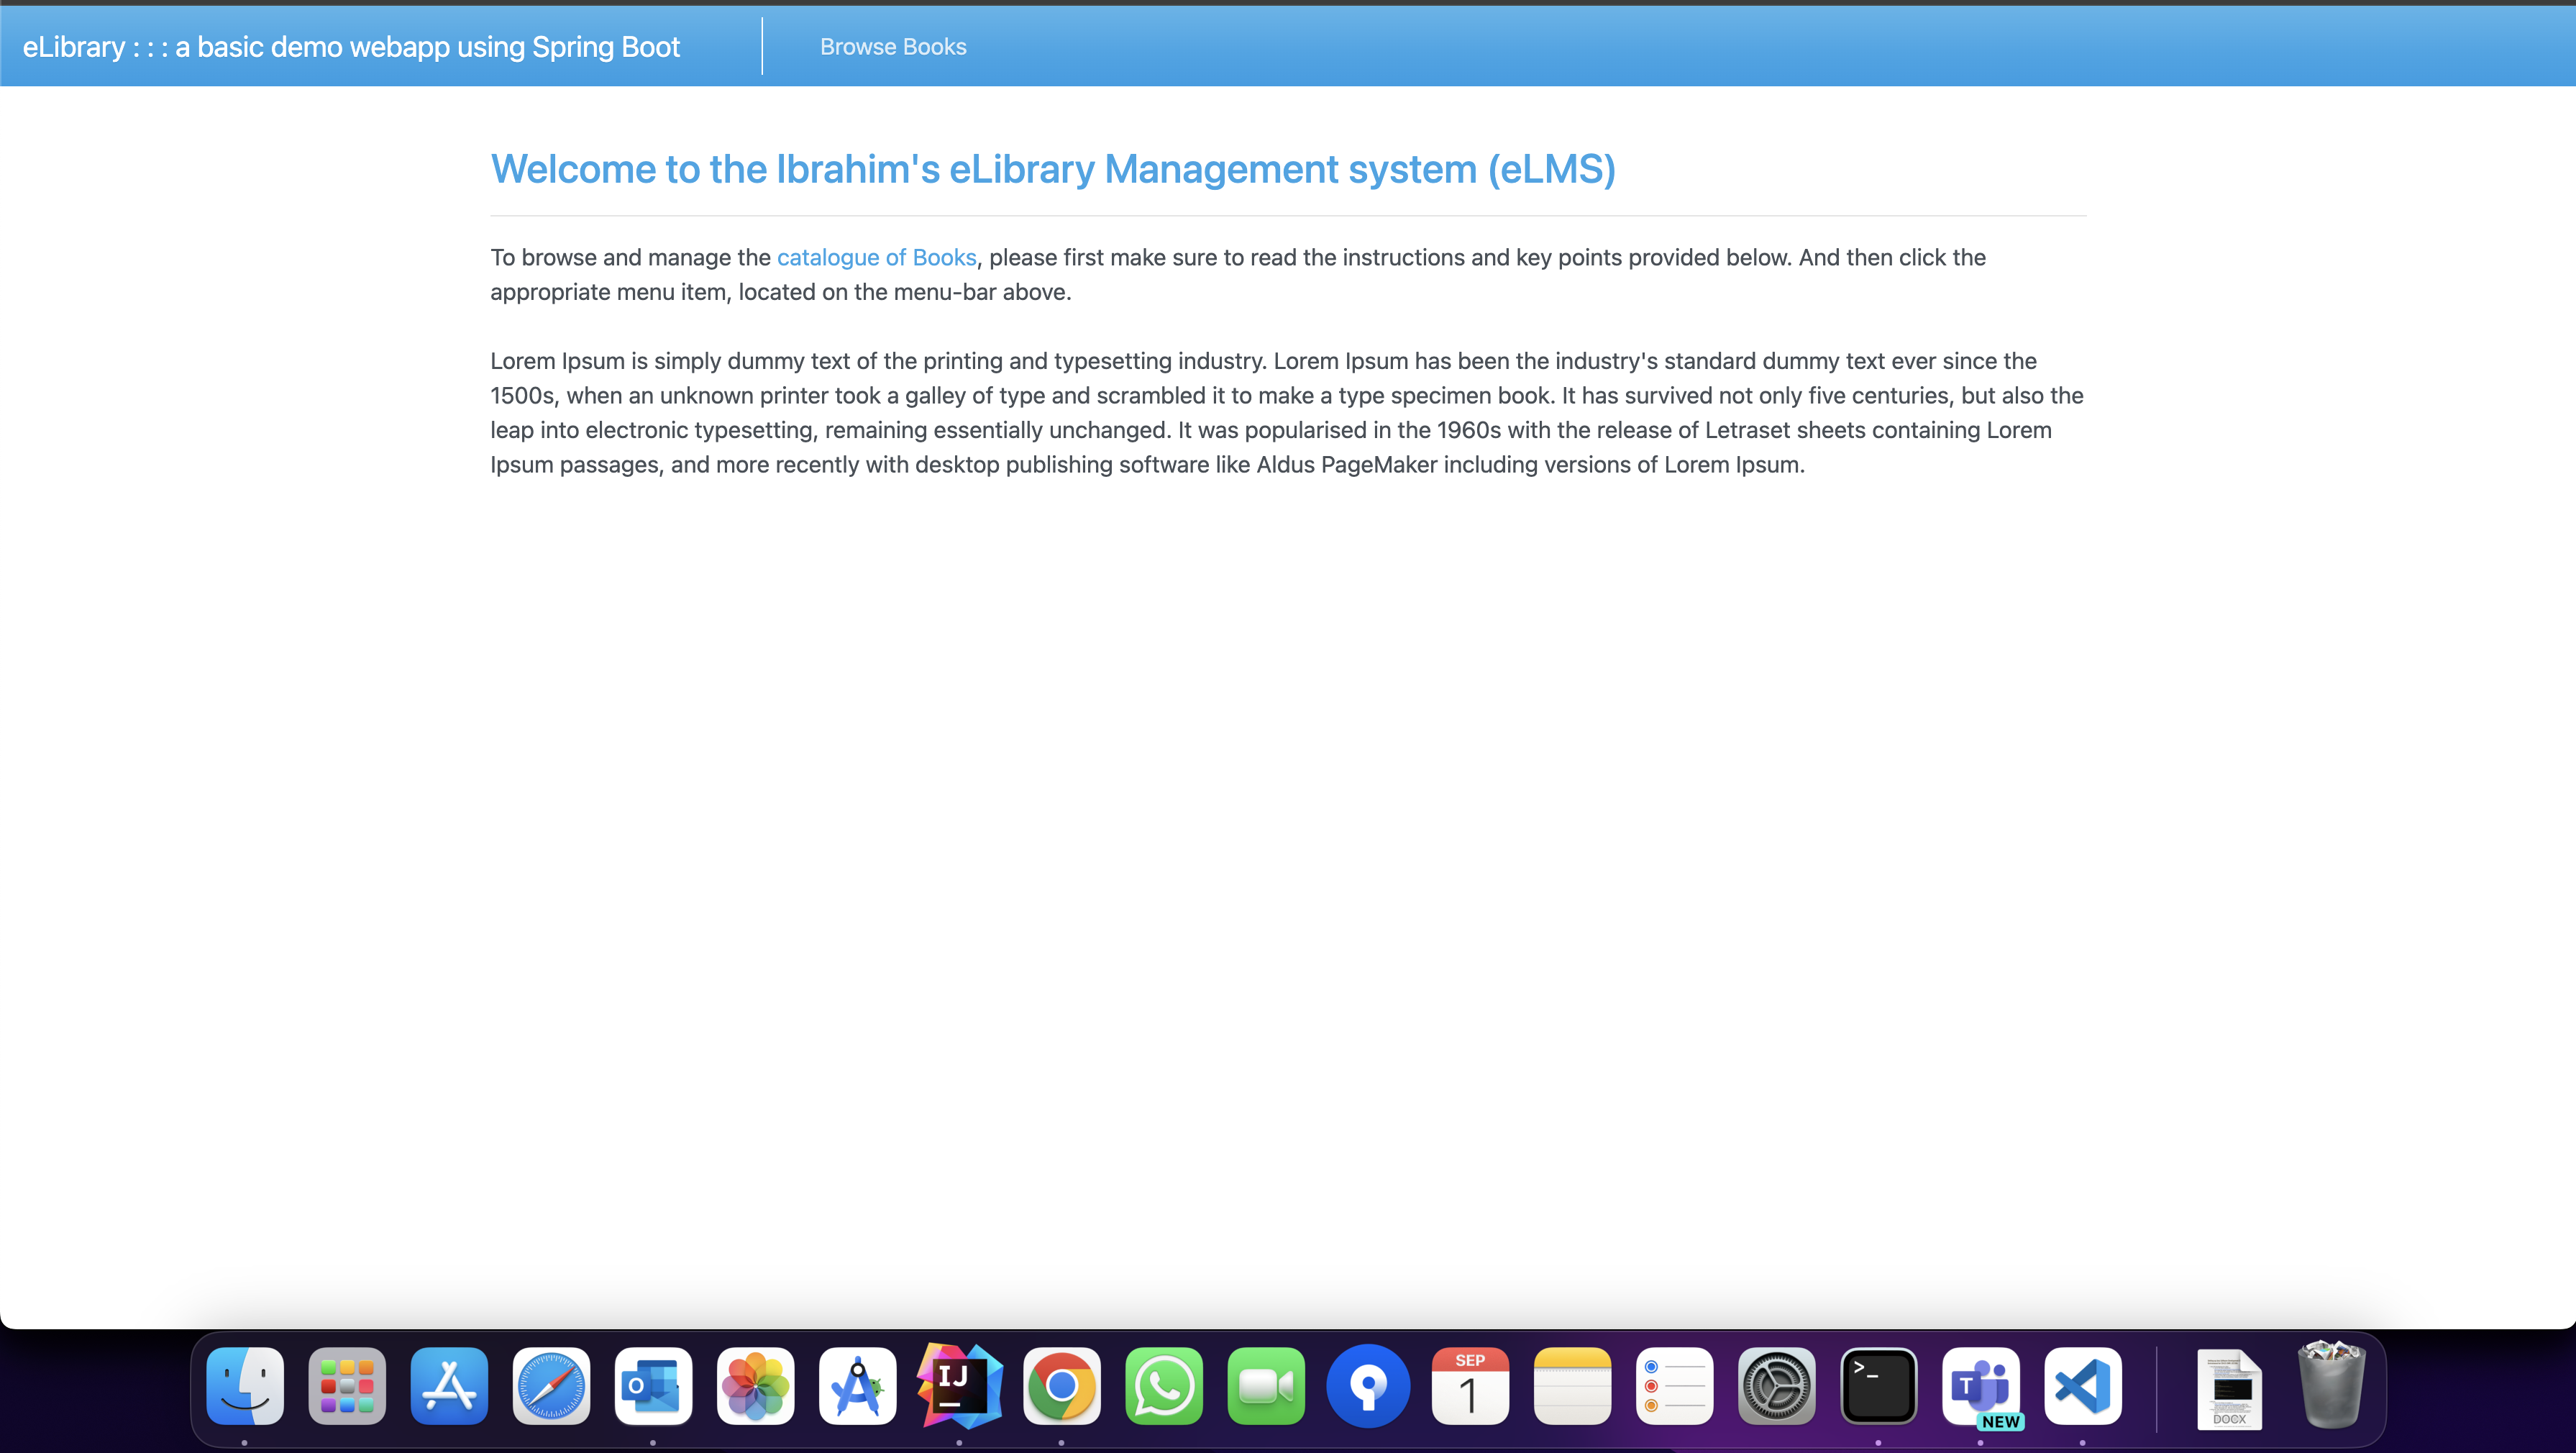 eLibrary : : : a basic demo webapp using Spring Boot
Browse Books
Welcome to the Ibrahim's eLibrary Management system (eLMS)
To browse and manage the catalogue of Books, please first make sure to read the instructions and key points provided below. And then click the
appropriate menu item, located on the menu-bar above.
Lorem Ipsum is simply dummy text of the printing and typesetting industry. Lorem Ipsum has been the industry's standard dummy text ever since the
1500s, when an unknown printer took a galley of type and scrambled it to make a type specimen book. It has survived not only five centuries, but also the
leap into electronic typesetting, remaining essentially unchanged. It was popularised in the 1960s with the release of Letraset sheets containing Lorem
Ipsum passages, and more recently with desktop publishing software like Aldus PageMaker including versions of Lorem Ipsum.
O
IJ
SEP
1
>_
T
NEW
DOCX